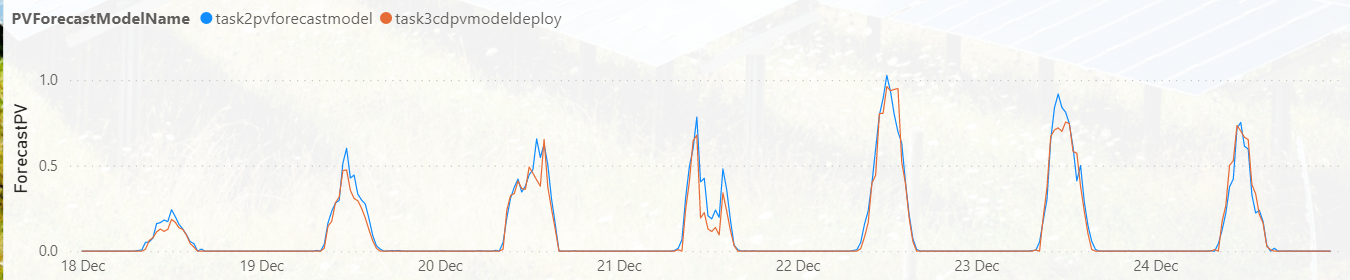 PVForecastModelName task2pvforecastmodel task3cdpvmodeldeploy
1.0
ForecastPV
0.5
0.0
18 Dec 19 Dec 20 Dec 21 Dec 22 Dec 23 Dec 24 Dec